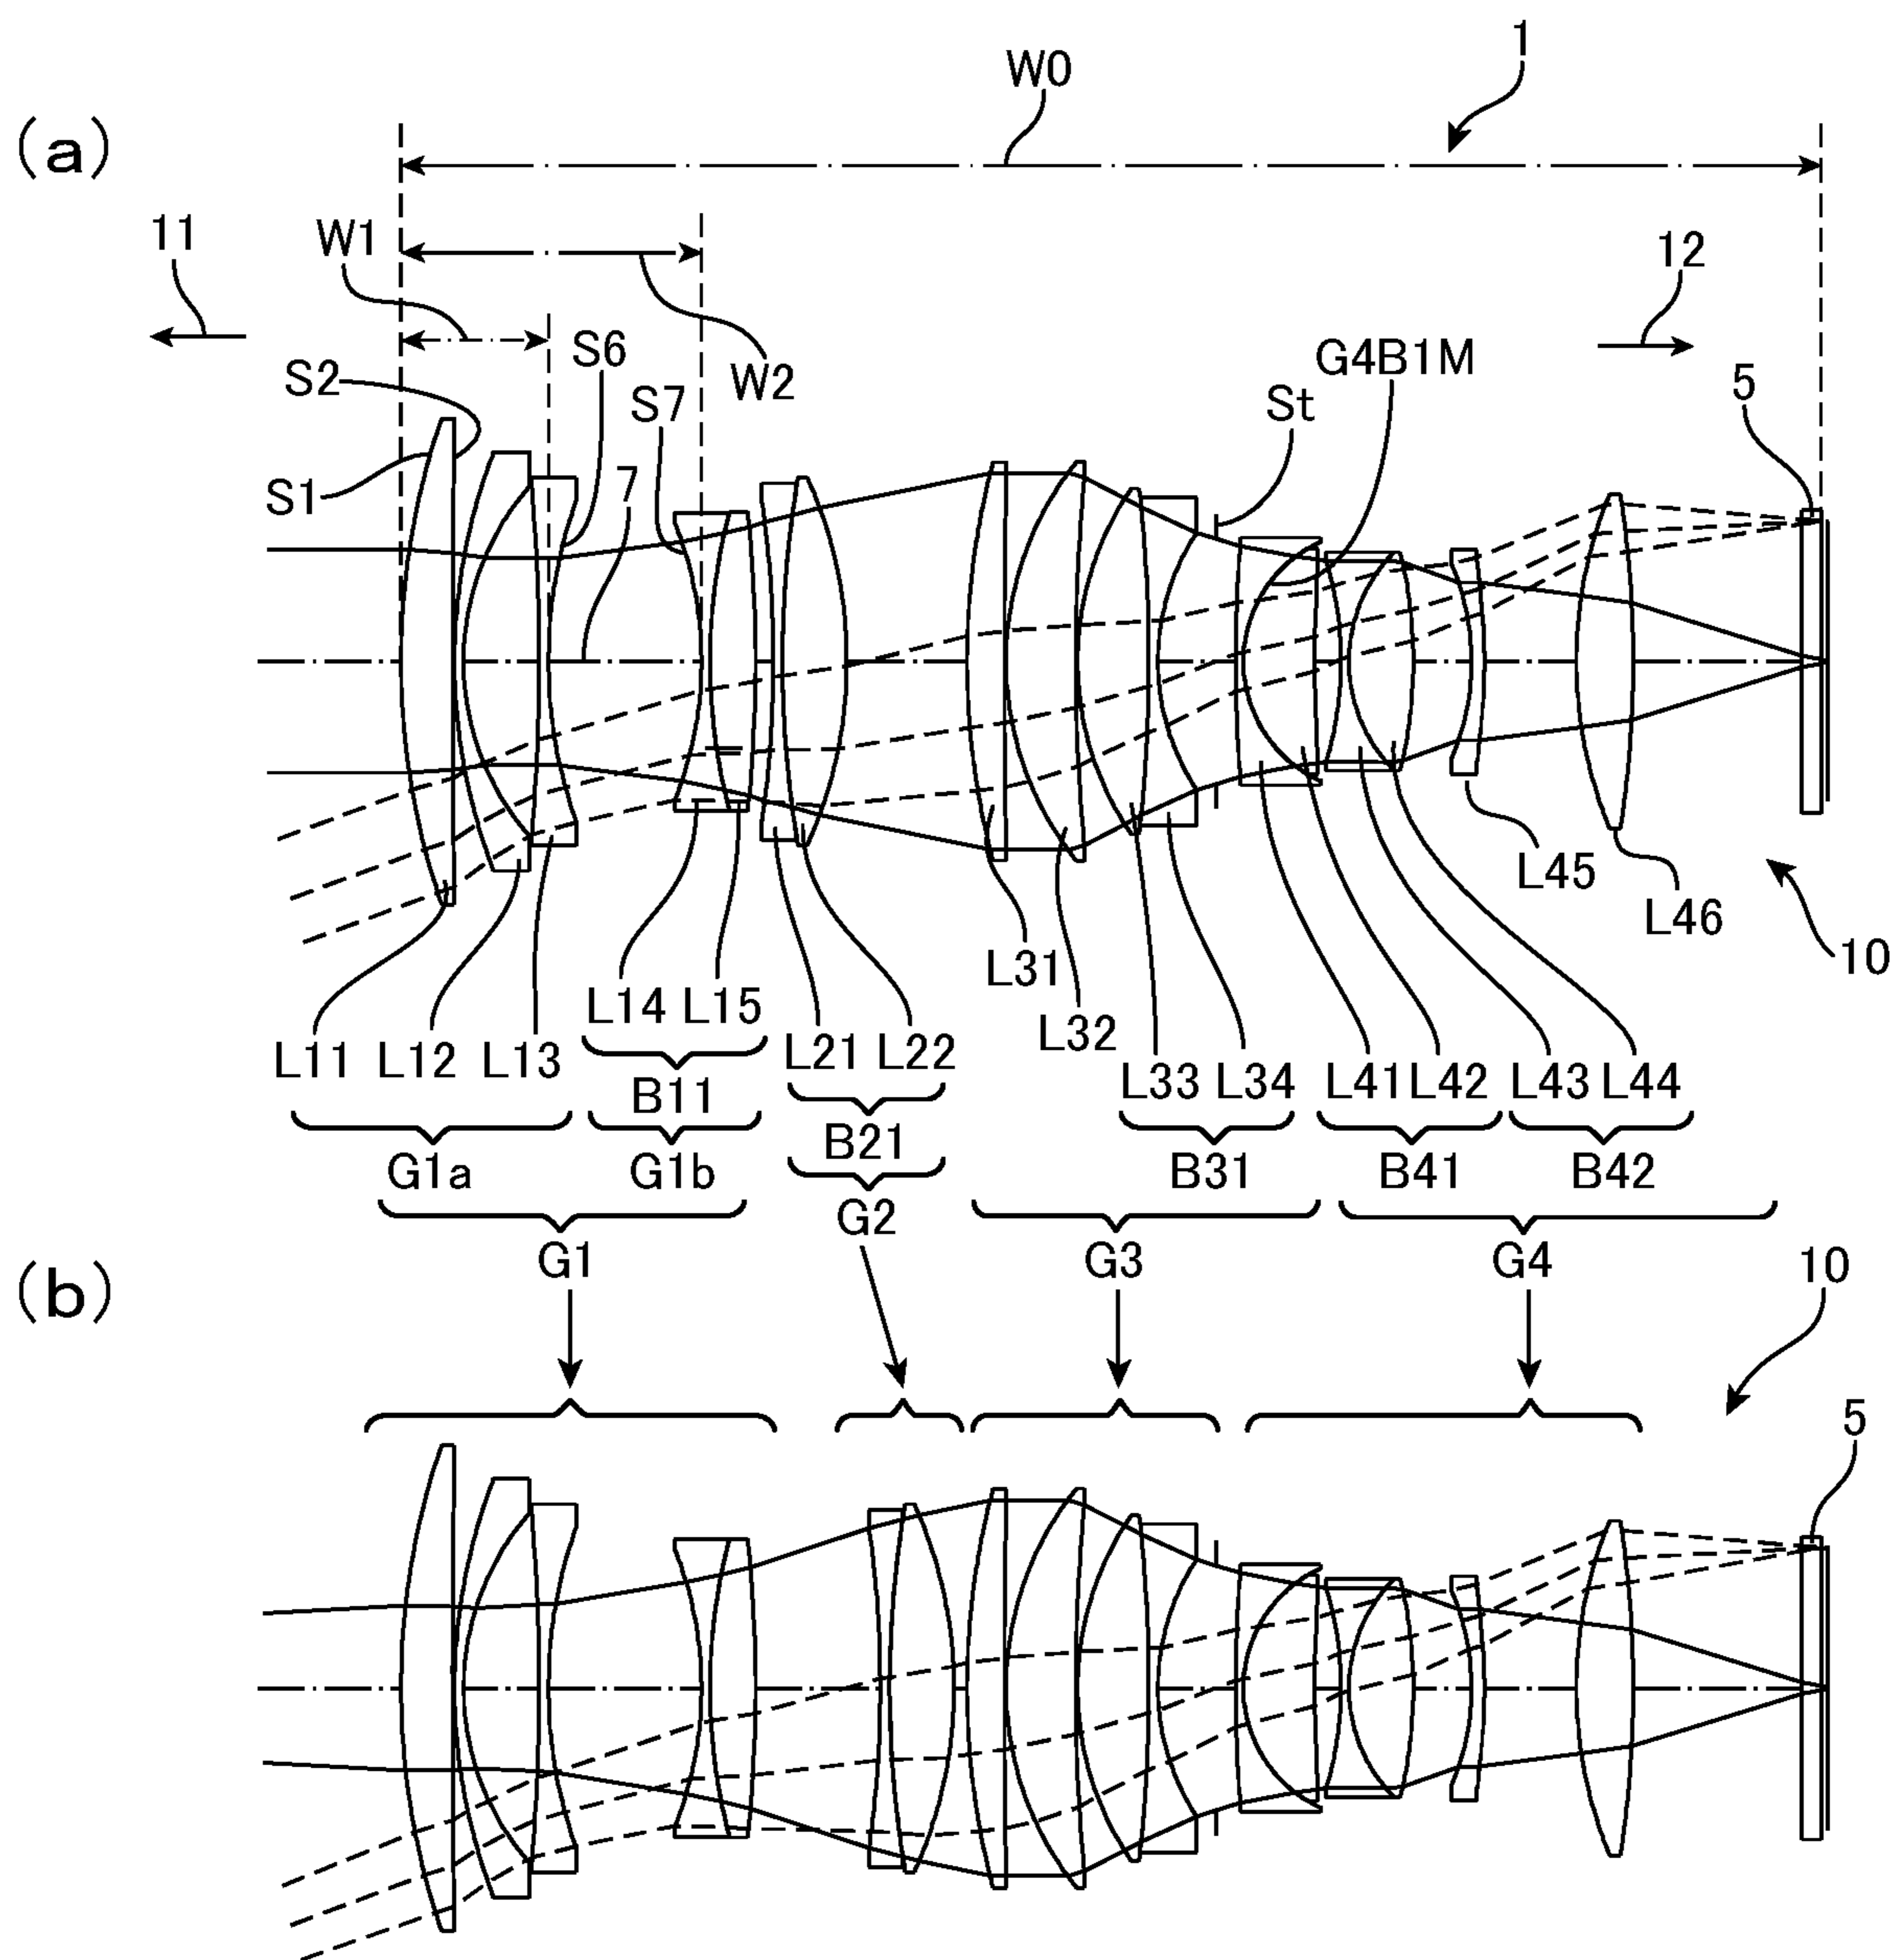 1
W0
(a)
11
W1
12
S6
G4B1M
S2
W2
5
S7
St
7
S1
L45
L46
10
L31
L14 L15
L32
L11 L12 L13
L21 L22
L33 L34 L41 L42 L43 L44
B11
B21
G1a
G1b
B31
B41
B42
G2
G1
G3
G4
10
(b)
5